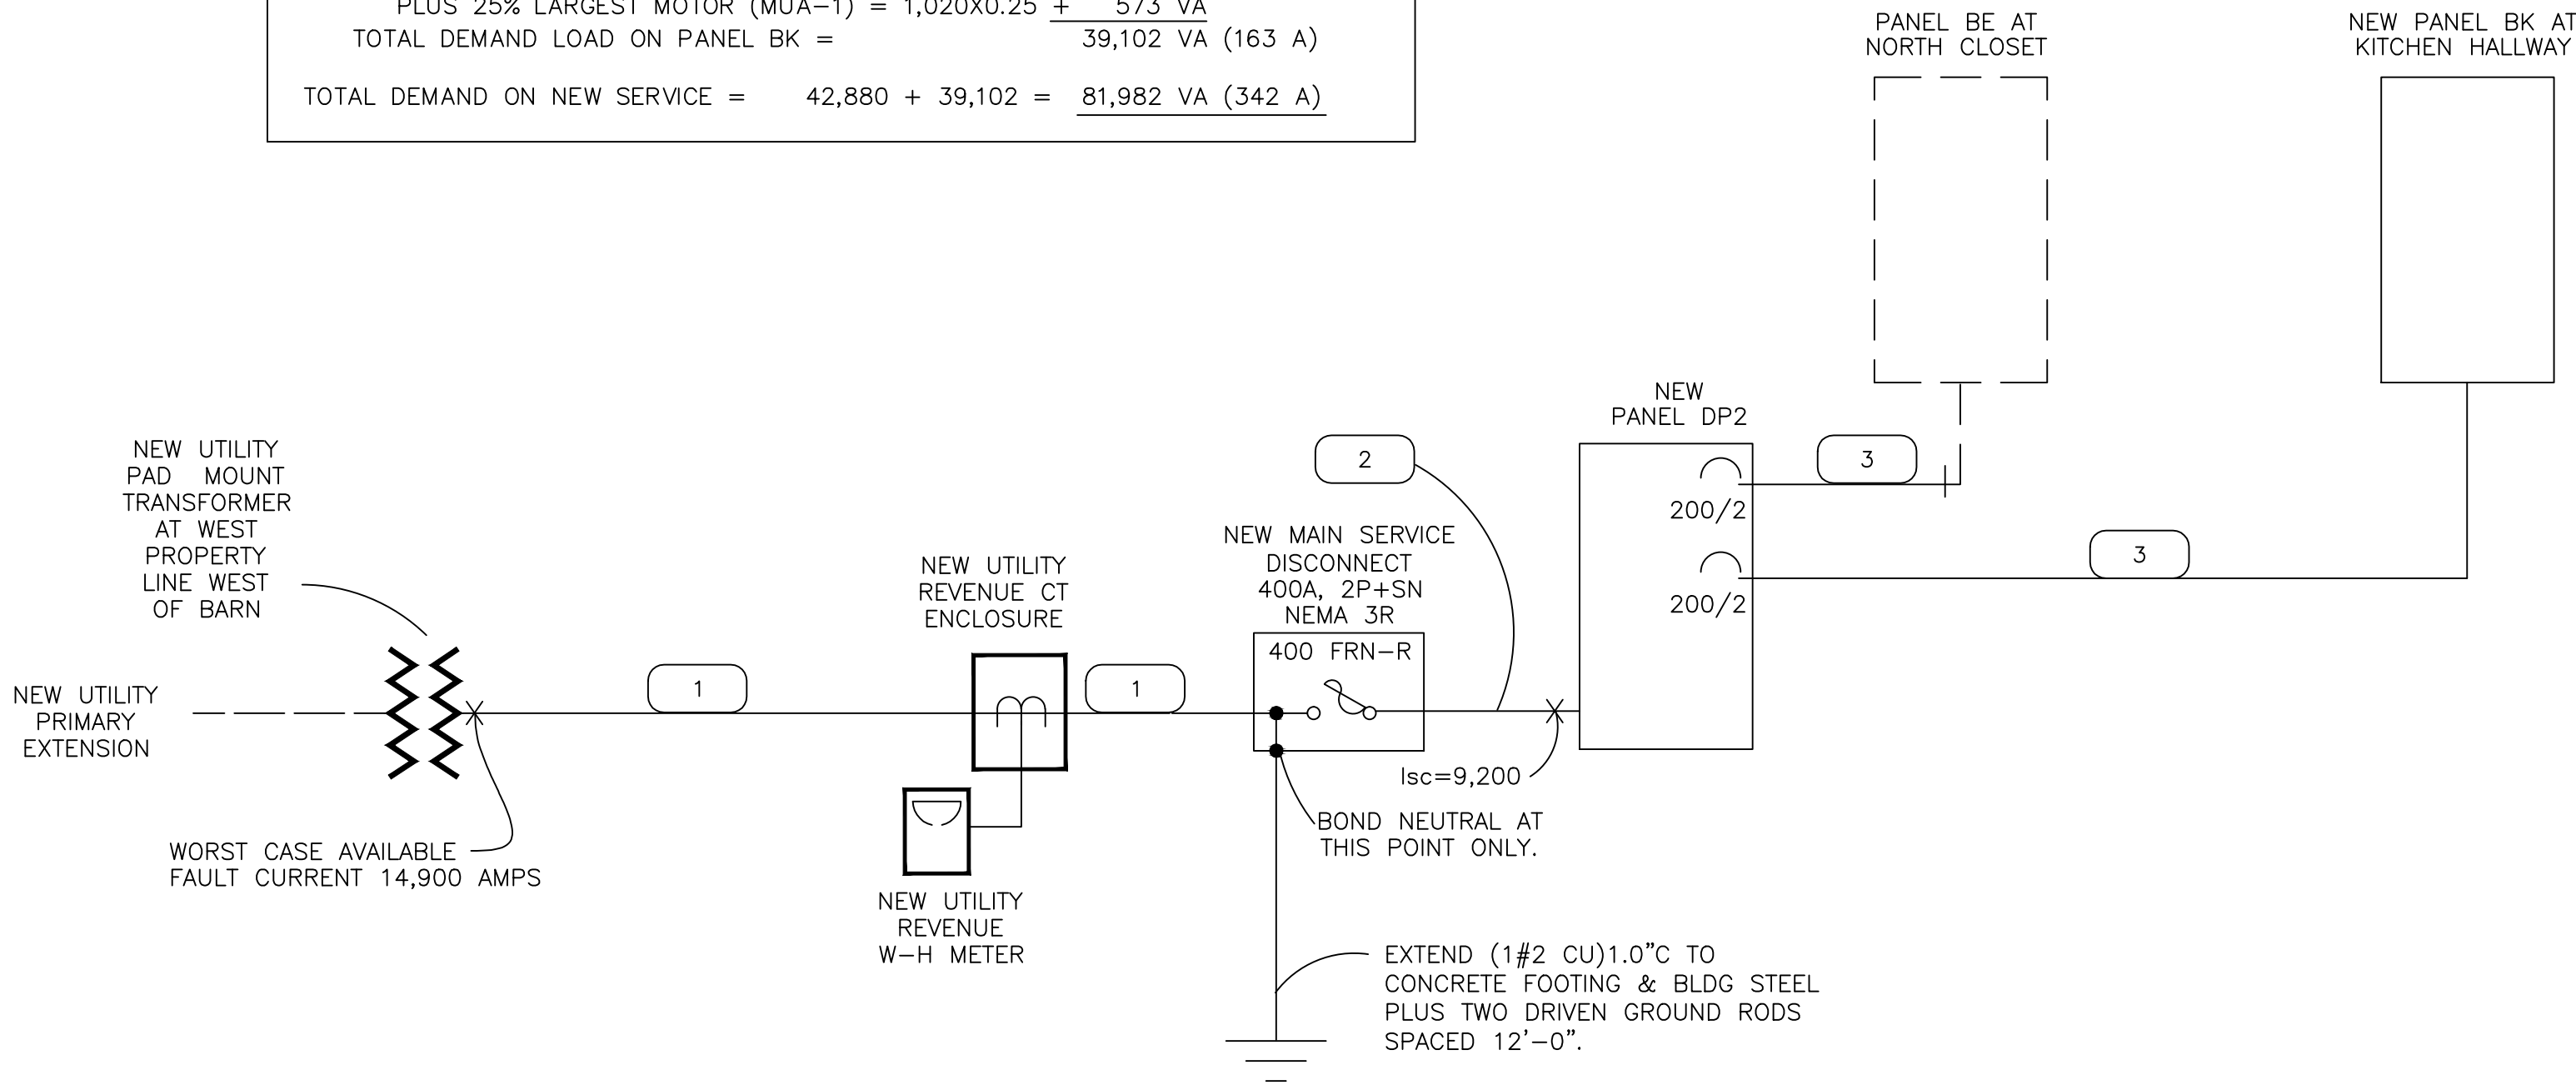 PLUS 25% LARGEST MOTOR (MUA-1) = 1,020X0.25 + 573 VA
TOTAL DEMAND LOAD ON PANEL BK = 39,102 VA (163 A)
TOTAL DEMAND ON NEW SERVICE = 42,880 + 39,102 = 81,982 VA (342 A)
PANEL BE AT
NORTH CLOSET
NEW PANEL BK AT
KITCHEN HALLWAY
NEW
PANEL DP2
200/2
200/2
3
3
2
NEW UTILITY
PAD MOUNT
TRANSFORMER
AT WEST
PROPERTY
LINE WEST
OF BARN
NEW UTILITY
PRIMARY
EXTENSION
1
NEW UTILITY
REVENUE CT
ENCLOSURE
1
NEW MAIN SERVICE
DISCONNECT
400A, 2P+SN
NEMA 3R
400 FRN-R
Isc=9,200
BOND NEUTRAL AT
THIS POINT ONLY.
WORST CASE AVAILABLE
FAULT CURRENT 14,900 AMPS
NEW UTILITY
REVENUE
W-H METER
EXTEND (1#2 CU)1.0"C TO
CONCRETE FOOTING & BLDG STEEL
PLUS TWO DRIVEN GROUND RODS
SPACED 12'-0".